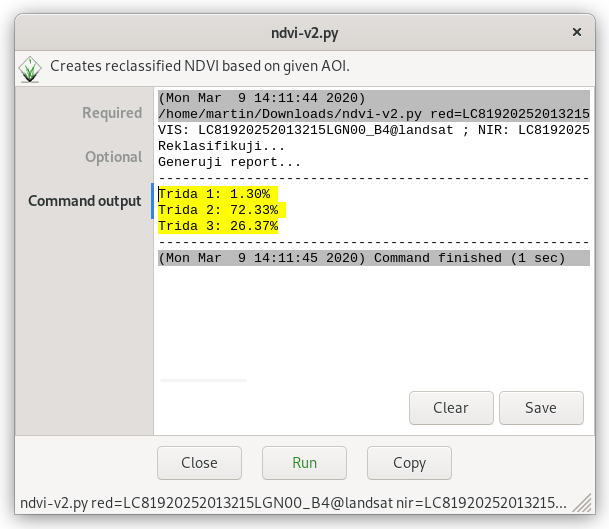 ndvi-v2.py
×
Creates reclassified NDVI based on given AOI.
Required
Optional
Command output
(Mon Mar  9 14:11:44 2020)
/home/martin/Downloads/ndvi-v2.py red=LC81920252013215
VIS: LC81920252013215LGN00_B4@landsat ; NIR: LC8192025
Reklasifikuji...
Generuji report...
------------------------------------------------------
Trida 1: 1.30%
Trida 2: 72.33%
Trida 3: 26.37%
------------------------------------------------------
(Mon Mar  9 14:11:45 2020) Command finished (1 sec)
Clear
Save
Close
Run
Copy
ndvi-v2.py red=LC81920252013215LGN00_B4@landsat nir=LC81920252013215...